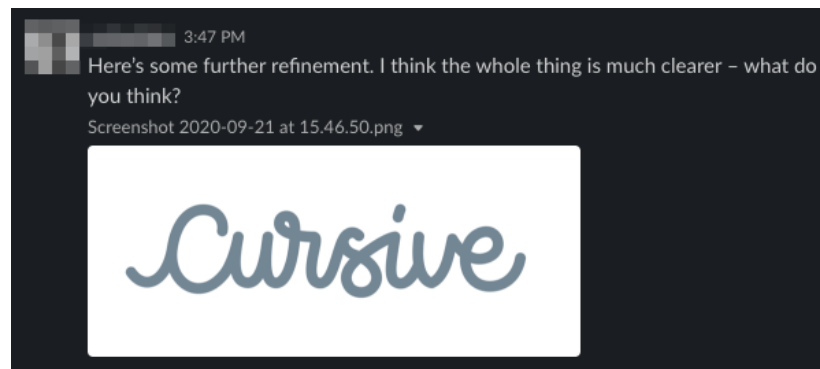 3:47 PM
Here's some further refinement. I think the whole thing is much clearer – what do
you think?
Screenshot 2020-09-21 at 15.46.50.png
Cursive